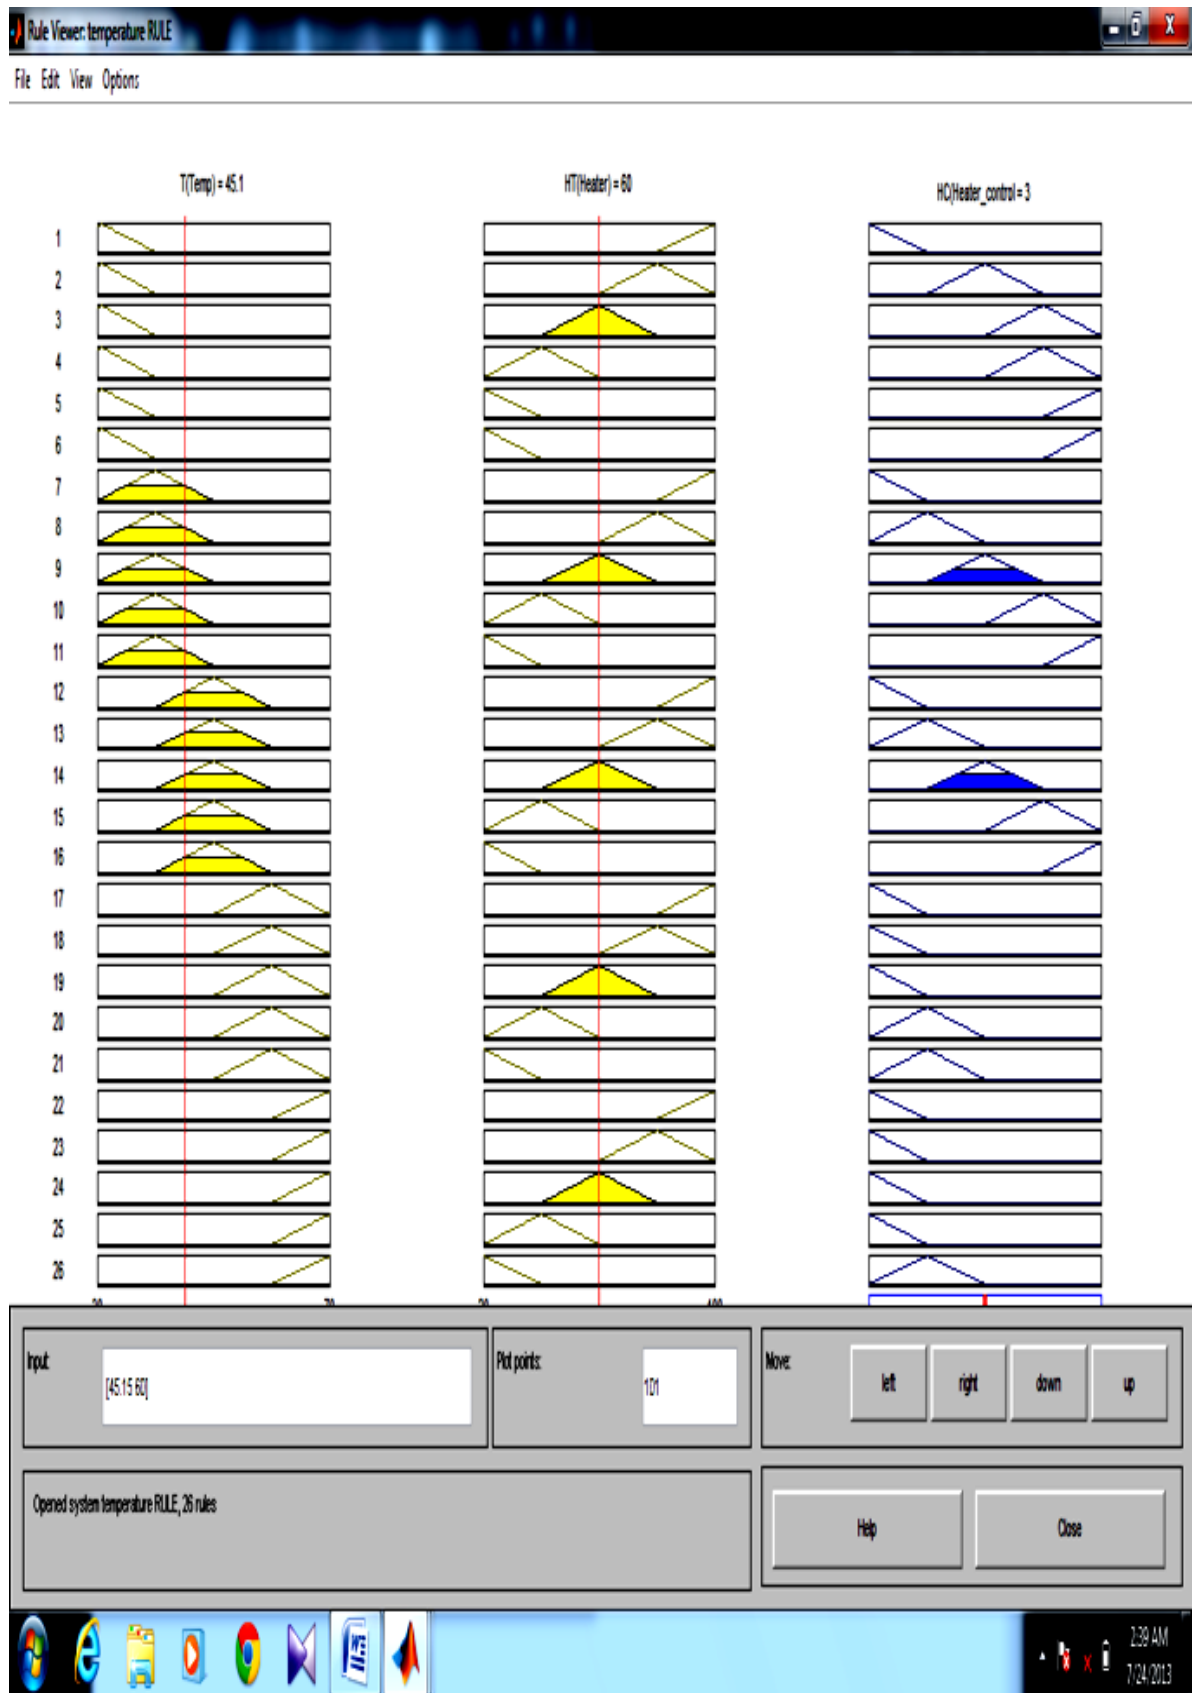 Rule Viewer: temperature RULE
File Edit View Options
T(Temp) = 45.1
HT(Heater) = 60
HC(Heater_control = 3
1
2
3
4
5
6
7
8
9
10
11
12
13
14
15
16
17
18
19
20
21
22
23
24
25
26
Input:
[45.15 60]
Plot points:
101
Move:
left
right
down
up
Opened system temperature RULE, 26 rules
Help
Close
2:39 AM
7/24/2013